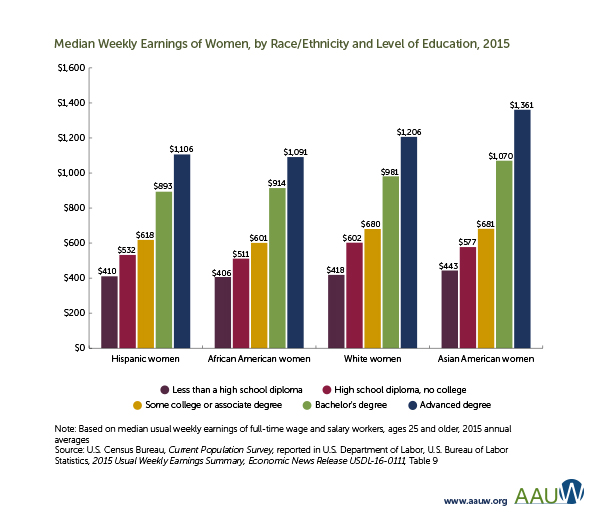 Median Weekly Earnings of Women, by Race/Ethnicity and Level of Education, 2015
$1,600
$1,400
$1,200
$1,000
$800
$600
$400
$200
$0
$410
$532
$618
$893
$1,106
$406
$511
$601
$914
$1,091
$418
$602
$680
$981
$1,206
$443
$577
$681
$1,070
$1,361
Hispanic women
African American women
White women
Asian American women
Less than a high school diploma
High school diploma, no college
Some college or associate degree
Bachelor's degree
Advanced degree
Note: Based on median usual weekly earnings of full-time wage and salary workers, ages 25 and older, 2015 annual
averages
Source: U.S. Census Bureau, Current Population Survey, reported in U.S. Department of Labor, U.S. Bureau of Labor
Statistics, 2015 Usual Weekly Earnings Summary, Economic News Release USDL-16-0111, Table 9
www.aauw.org
AAUW